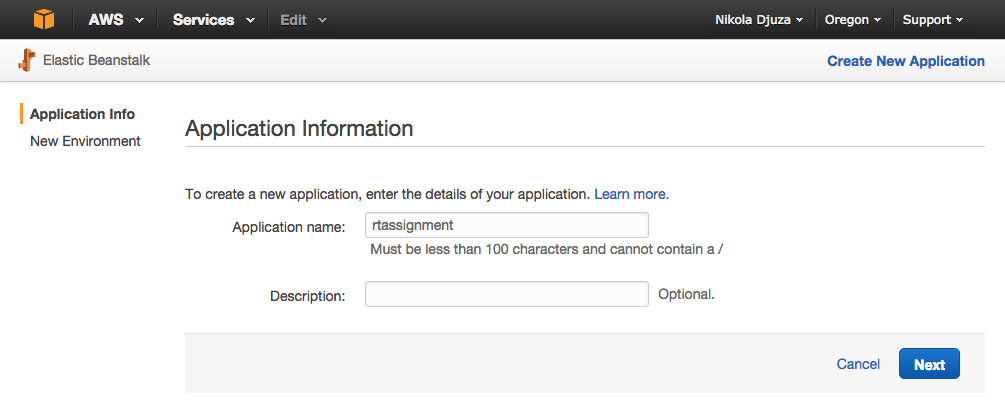 AWS Services Edit Nikola Djuza Oregon Support
Elastic Beanstalk Create New Application
Application Info
New Environment
Application Information
To create a new application, enter the details of your application. Learn more.
Application name: rtassignment
Must be less than 100 characters and cannot contain a /
Description: Optional.
Cancel Next